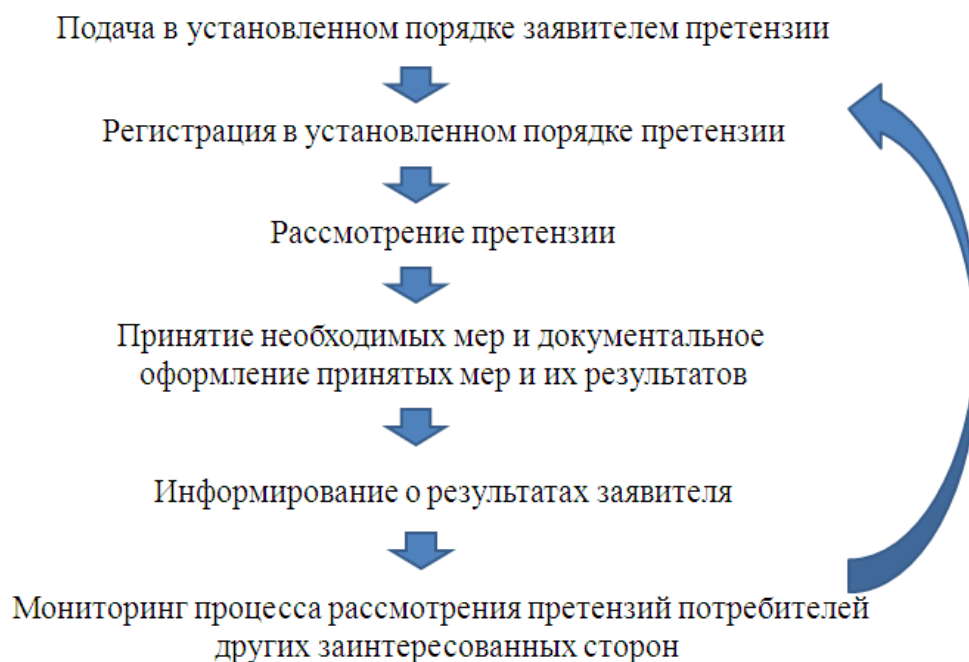 Подача в установленном порядке заявителем претензии
Регистрация в установленном порядке претензии
Рассмотрение претензии
Принятие необходимых мер и документальное
оформление принятых мер и их результатов
Информирование о результатах заявителя
Мониторинг процесса рассмотрения претензий потребителей
других заинтересованных сторон